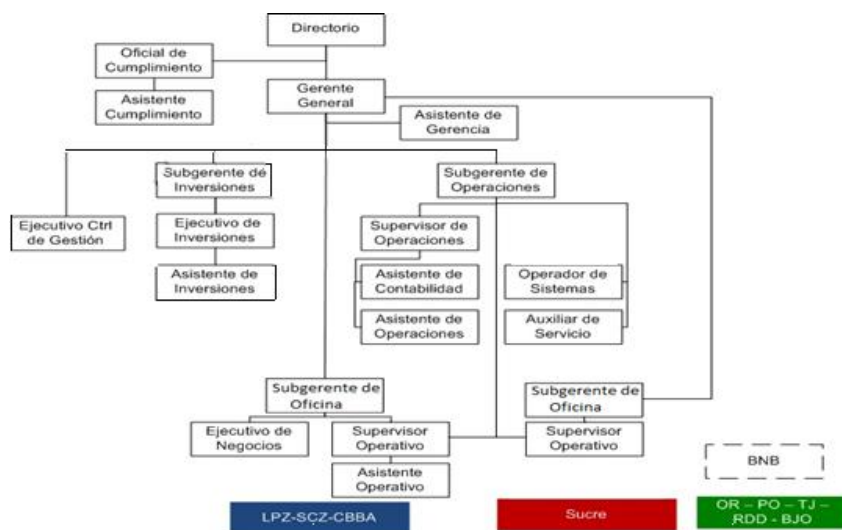 Directorio
Oficial de
Cumplimiento
Gerente
General
Asistente
Cumplimiento
Asistente de
Gerencia
Subgerente de
Inversiones
Subgerente de
Operaciones
Ejecutivo Ctrl
de Gestión
Ejecutivo de
Inversiones
Supervisor de
Operaciones
Asistente de
Inversiones
Asistente de
Contabilidad
Operador de
Sistemas
Asistente de
Operaciones
Auxiliar de
Servicio
Subgerente de
Oficina
Subgerente de
Oficina
Ejecutivo de
Negocios
Supervisor
Operativo
Supervisor
Operativo
Asistente
Operativo
BNB
LPZ-SÇZ-CBBA
Sucre
OR – PO – TJ –
RDD - BJO